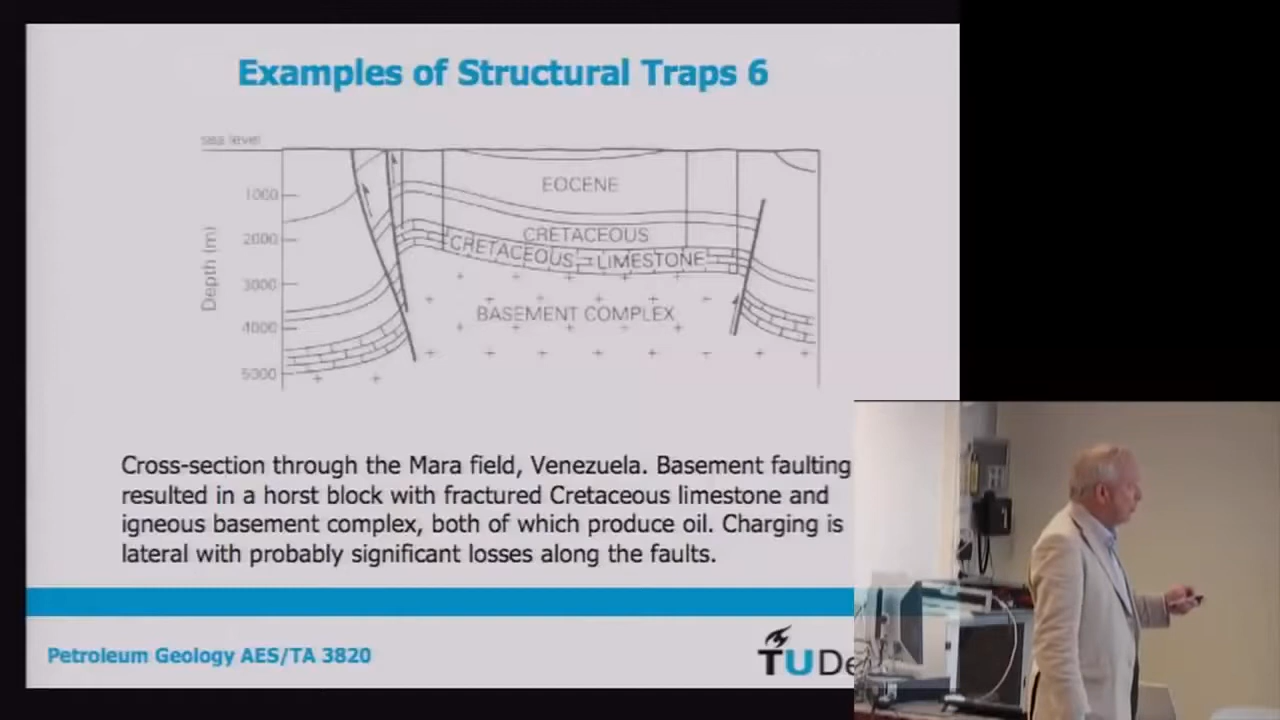 Examples of Structural Traps 6
sea level
1000
2000
3000
4000
5000
Depth (m)
EOCENE
CRETACEOUS
CRETACEOUS - LIMESTONE
BASEMENT COMPLEX
Cross-section through the Mara field, Venezuela. Basement faulting
resulted in a horst block with fractured Cretaceous limestone and
igneous basement complex, both of which produce oil. Charging is
lateral with probably significant losses along the faults.
Petroleum Geology AES/TA 3820
TU De